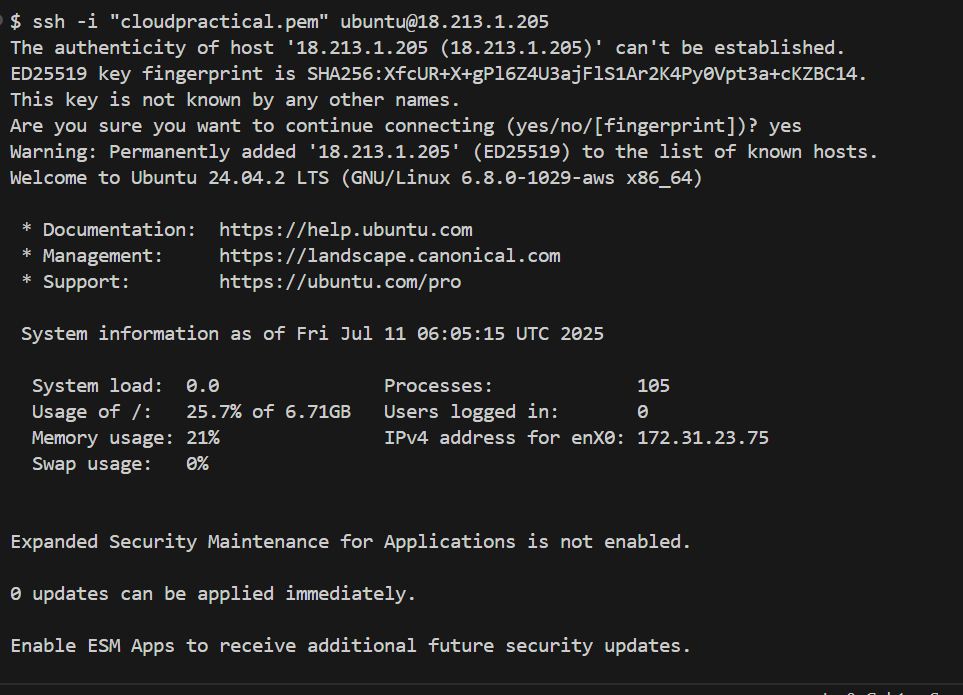 $ ssh -i "cloudpractical.pem" ubuntu@18.213.1.205
The authenticity of host '18.213.1.205 (18.213.1.205)' can't be established.
ED25519 key fingerprint is SHA256:XfcUR+X+gPl6Z4U3ajFlS1Ar2K4Py0Vpt3a+cKZBC14.
This key is not known by any other names.
Are you sure you want to continue connecting (yes/no/[fingerprint])? yes
Warning: Permanently added '18.213.1.205' (ED25519) to the list of known hosts.
Welcome to Ubuntu 24.04.2 LTS (GNU/Linux 6.8.0-1029-aws x86_64)
* Documentation: https://help.ubuntu.com
* Management: https://landscape.canonical.com
* Support: https://ubuntu.com/pro
System information as of Fri Jul 11 06:05:15 UTC 2025
System load: 0.0 Processes: 105
Usage of /: 25.7% of 6.71GB Users logged in: 0
Memory usage: 21% IPv4 address for enX0: 172.31.23.75
Swap usage: 0%
Expanded Security Maintenance for Applications is not enabled.
0 updates can be applied immediately.
Enable ESM Apps to receive additional future security updates.